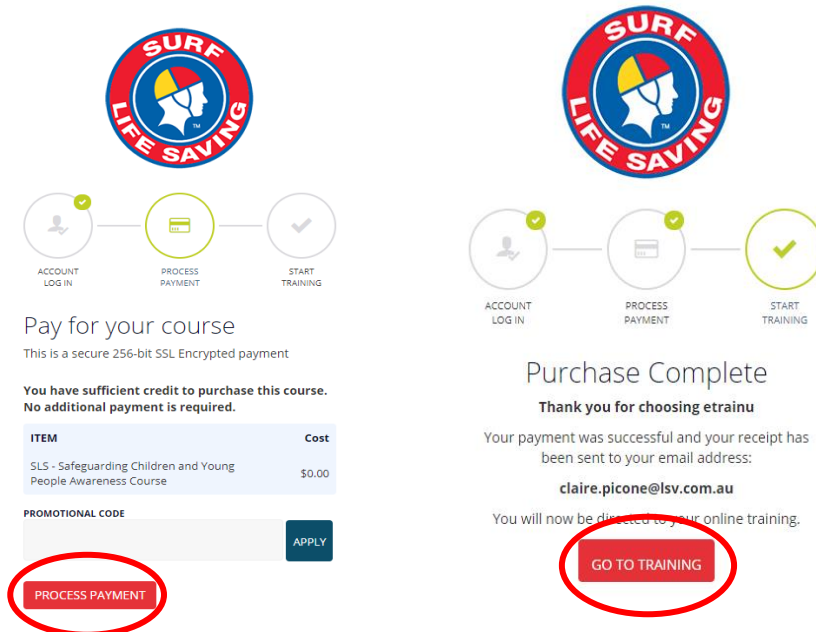 SURF
LIFE SAVING
TM
ACCOUNT
LOG IN
PROCESS
PAYMENT
START
TRAINING
Pay for your course
This is a secure 256-bit SSL Encrypted payment
You have sufficient credit to purchase this course.
No additional payment is required.
ITEM Cost
SLS - Safeguarding Children and Young
People Awareness Course
$0.00
PROMOTIONAL CODE
APPLY
PROCESS PAYMENT
SURF
LIFE SAVING
TM
ACCOUNT
LOG IN
PROCESS
PAYMENT
START
TRAINING
Purchase Complete
Thank you for choosing etrainu
Your payment was successful and your receipt has
been sent to your email address:
claire.picone@lsv.com.au
You will now be directed to your online training.
GO TO TRAINING